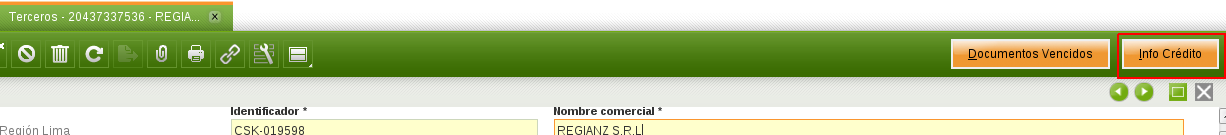 Terceros - 20437337536 - REGIA...
Documentos Vencidos
Info Crédito
Identificador *
Nombre comercial *
Región Lima
CSK-019598
REGIANZ S.R.L